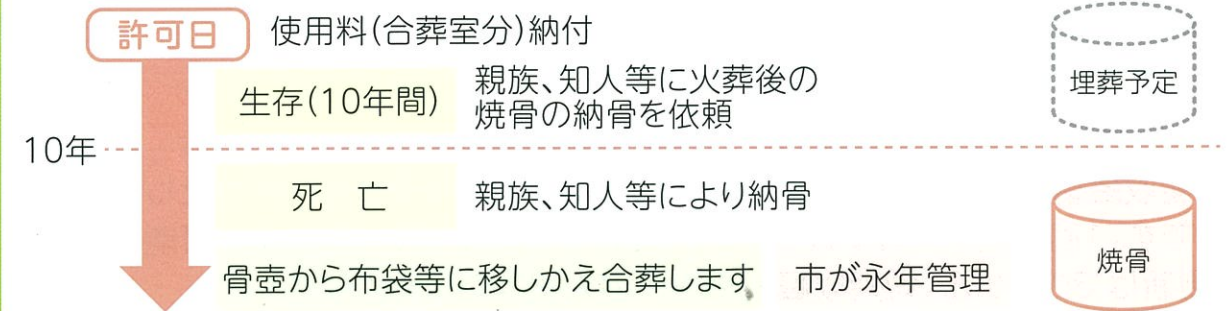 許可日 使用料(合葬室分)納付
生存(10年間) 親族、知人等に火葬後の
焼骨の納骨を依頼
埋葬予定
10年
死 亡 親族、知人等により納骨
骨壺から布袋等に移しかえ合葬します 市が永年管理
焼骨